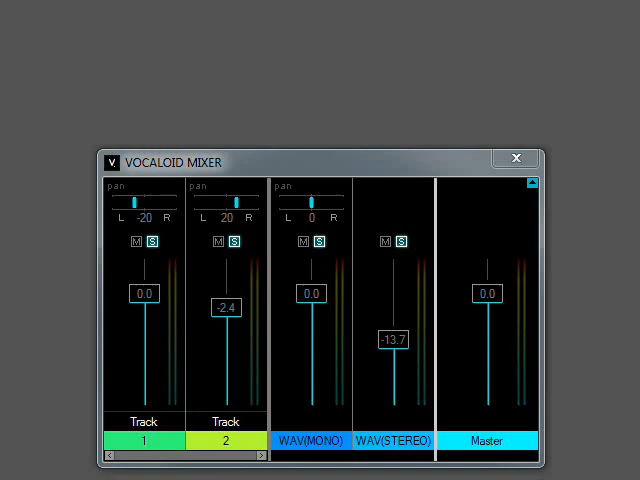 V VOCALOID MIXER X
pan pan pan
L -20 R L 20 R L 0 R
M S M S M S M S
0.0 -2.4 0.0 -13.7 0.0
Track Track
1 2 WAV(MONO) WAV(STEREO) Master